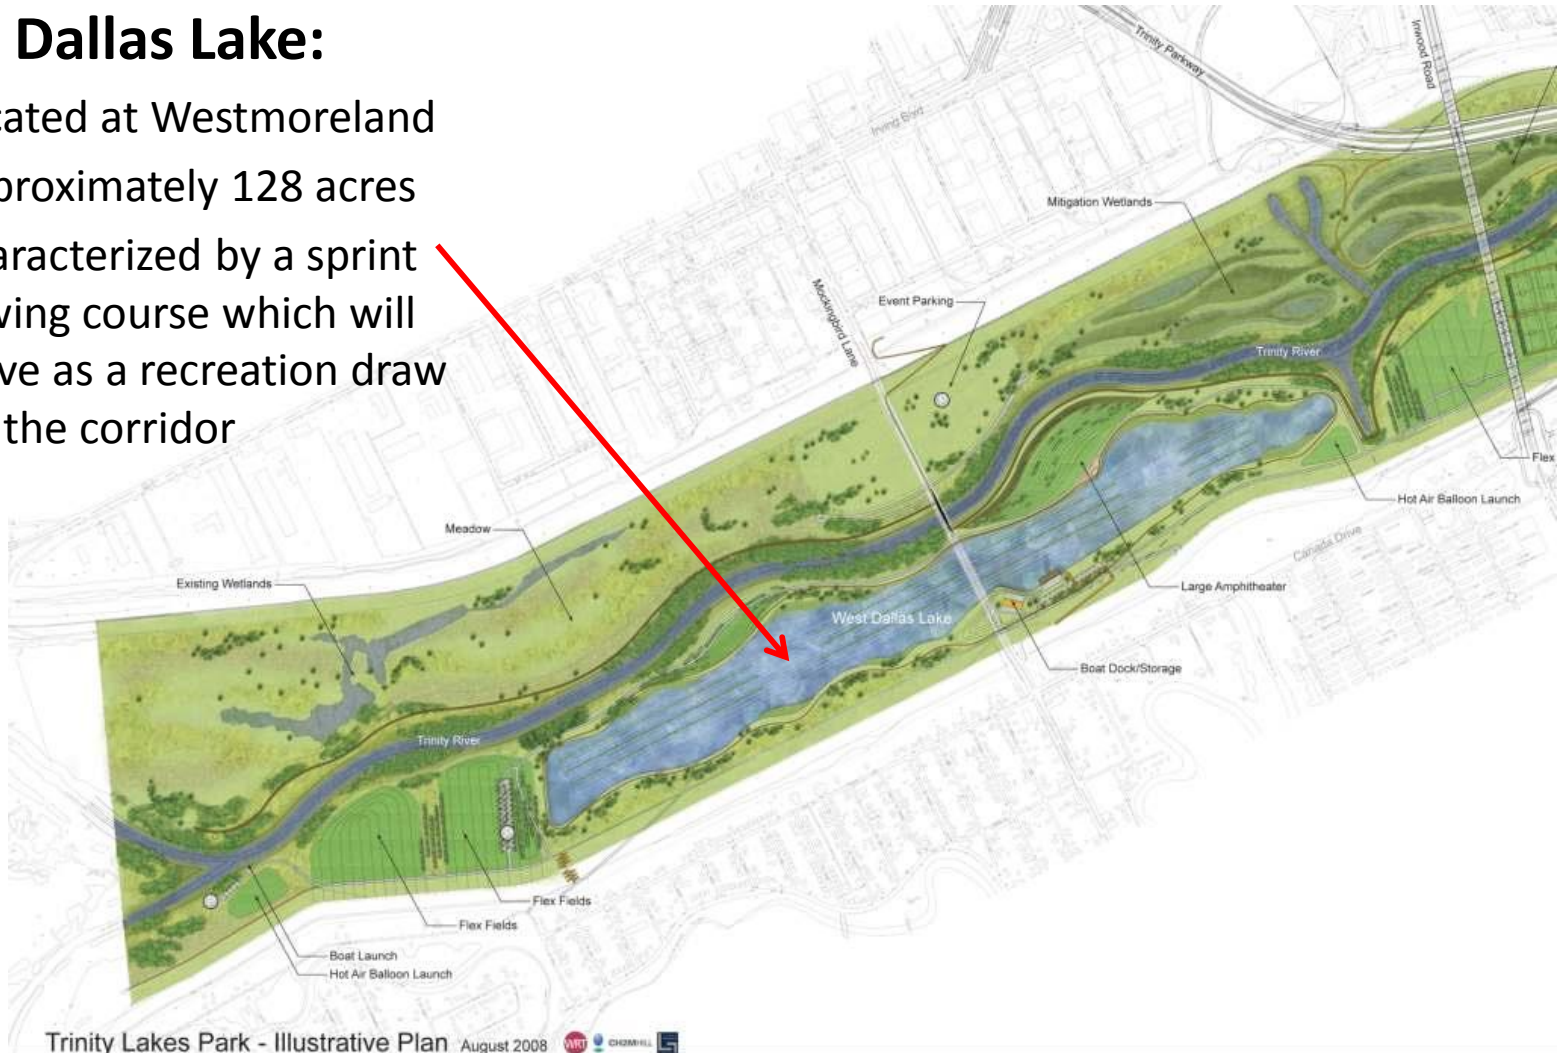 Dallas Lake:
cated at Westmoreland
proximately 128 acres
aracterized by a sprint
wing course which will
ve as a recreation draw
the corridor
Trinity Parkway
Inwood Road
Irving Blvd
Mitigation Wetlands
Mockingbird Lane
Event Parking
Trinity River
Flex
Hot Air Balloon Launch
Meadow
Canada Drive
Existing Wetlands
Large Amphitheater
West Dallas Lake
Boat Dock/Storage
Trinity River
Flex Fields
Flex Fields
Boat Launch
Hot Air Balloon Launch
Trinity Lakes Park - Illustrative Plan August 2008 WRT CH2MHILL